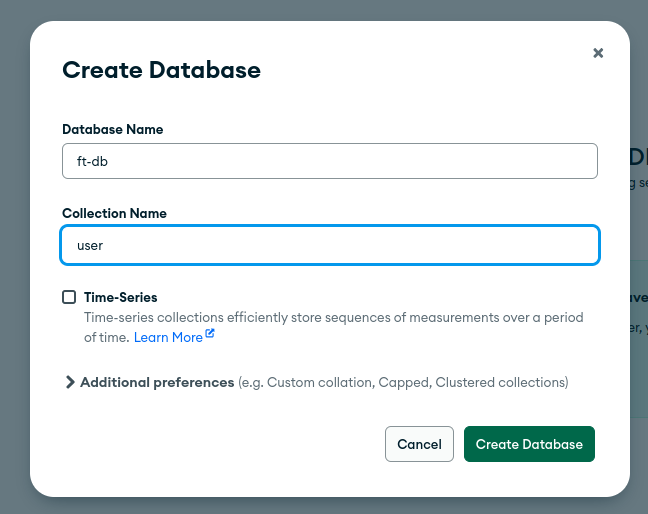 Create Database
Database Name
ft-db
Collection Name
user
Time-Series
Time-series collections efficiently store sequences of measurements over a period
of time. Learn More
Additional preferences (e.g. Custom collation, Capped, Clustered collections)
Cancel
Create Database